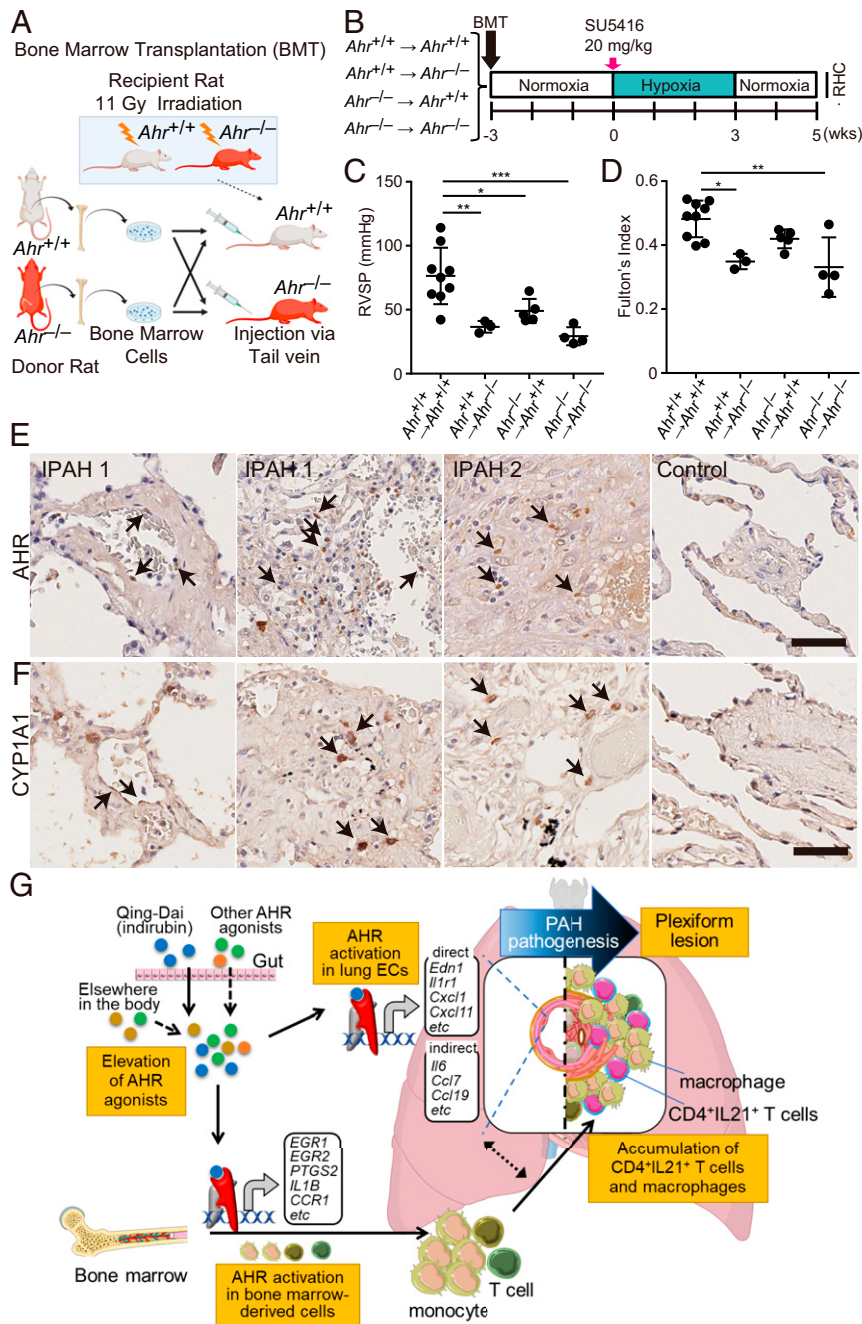 A
Bone Marrow Transplantation (BMT)
Recipient Rat
11 Gy Irradiation
Ahr+/+
Ahr−/−
Ahr+/+
Ahr+/+
Ahr−/−
Ahr−/−
Bone Marrow
Cells
Injection via
Tail vein
Donor Rat
B
BMT
SU5416
20 mg/kg
Ahr+/+ → Ahr+/+
Ahr+/+ → Ahr−/−
Ahr−/− → Ahr+/+
Ahr−/− → Ahr−/−
Normoxia
Hypoxia
Normoxia
RHC
-3
0
3
5
(wks)
C
RVSP (mmHg)
150
100
50
0
***
*
**
Ahr+/+
→Ahr+/+
Ahr+/+
→Ahr−/−
Ahr−/−
→Ahr+/+
Ahr−/−
→Ahr−/−
D
Fulton's Index
0.6
0.4
0.2
0
**
*
Ahr+/+
→Ahr+/+
Ahr+/+
→Ahr−/−
Ahr−/−
→Ahr+/+
Ahr−/−
→Ahr−/−
E
IPAH 1
IPAH 1
IPAH 2
Control
AHR
F
CYP1A1
G
Qing-Dai
(indirubin)
Other AHR
agonists
Gut
Elsewhere
in the body
Elevation
of AHR
agonists
AHR
activation
in lung ECs
direct
Edn1
Il1r1
Cxcl1
Cxcl11
etc
indirect
Il6
Ccl7
Ccl19
etc
PAH
pathogenesis
Plexiform
lesion
macrophage
CD4+IL21+ T cells
Accumulation of
CD4+IL21+ T cells
and macrophages
EGR1
EGR2
PTGS2
IL1B
CCR1
etc
Bone marrow
AHR activation
in bone marrow-
derived cells
monocyte
T cell